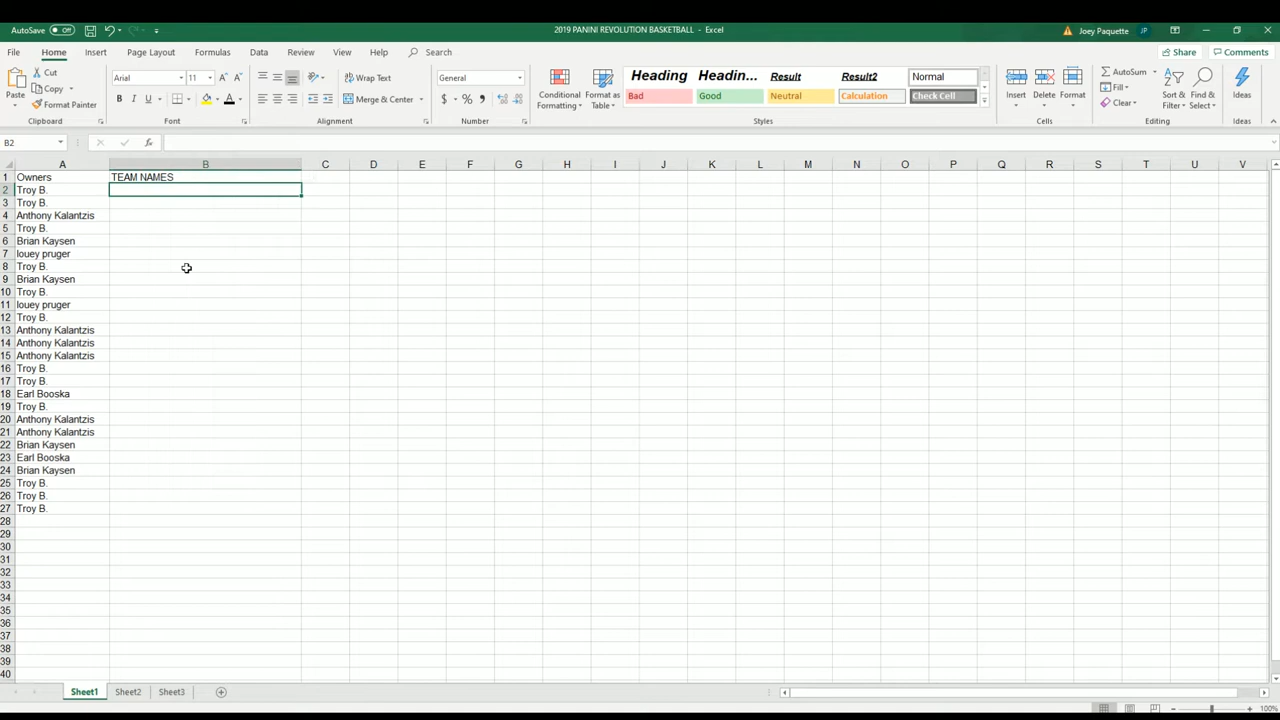 AutoSave Off 2019 PANINI REVOLUTION BASKETBALL - Excel Joey Paquette JP
File Home Insert Page Layout Formulas Data Review View Help Search Share Comments
Paste Cut Copy Format Painter Clipboard
Arial 11 A A B I U A Font
Wrap Text Merge & Center Alignment
General $ % Number
Conditional Formatting Format as Table
Heading Headin... Result Result2 Normal
Bad Good Neutral Calculation Check Cell
Styles
Insert Delete Format Cells
AutoSum Fill Clear Sort & Filter Find & Select Editing
Ideas Ideas
B2 fx
A B C D E F G H I J K L M N O P Q R S T U V
1 Owners TEAM NAMES
2 Troy B.
3 Troy B.
4 Anthony Kalantzis
5 Troy B.
6 Brian Kaysen
7 louey pruger
8 Troy B.
9 Brian Kaysen
10 Troy B.
11 louey pruger
12 Troy B.
13 Anthony Kalantzis
14 Anthony Kalantzis
15 Anthony Kalantzis
16 Troy B.
17 Troy B.
18 Earl Booska
19 Troy B.
20 Anthony Kalantzis
21 Anthony Kalantzis
22 Brian Kaysen
23 Earl Booska
24 Brian Kaysen
25 Troy B.
26 Troy B.
27 Troy B.
28
29
30
31
32
33
34
35
36
37
38
39
40
Sheet1 Sheet2 Sheet3
100%